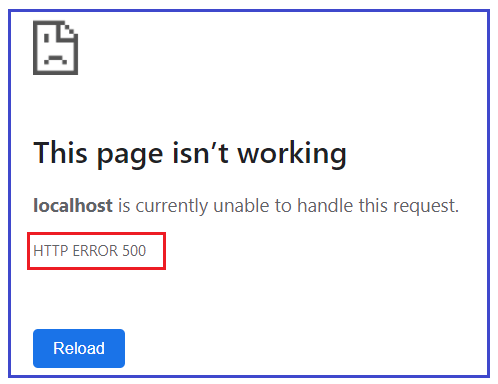 This page isn’t working
localhost is currently unable to handle this request.
HTTP ERROR 500
Reload